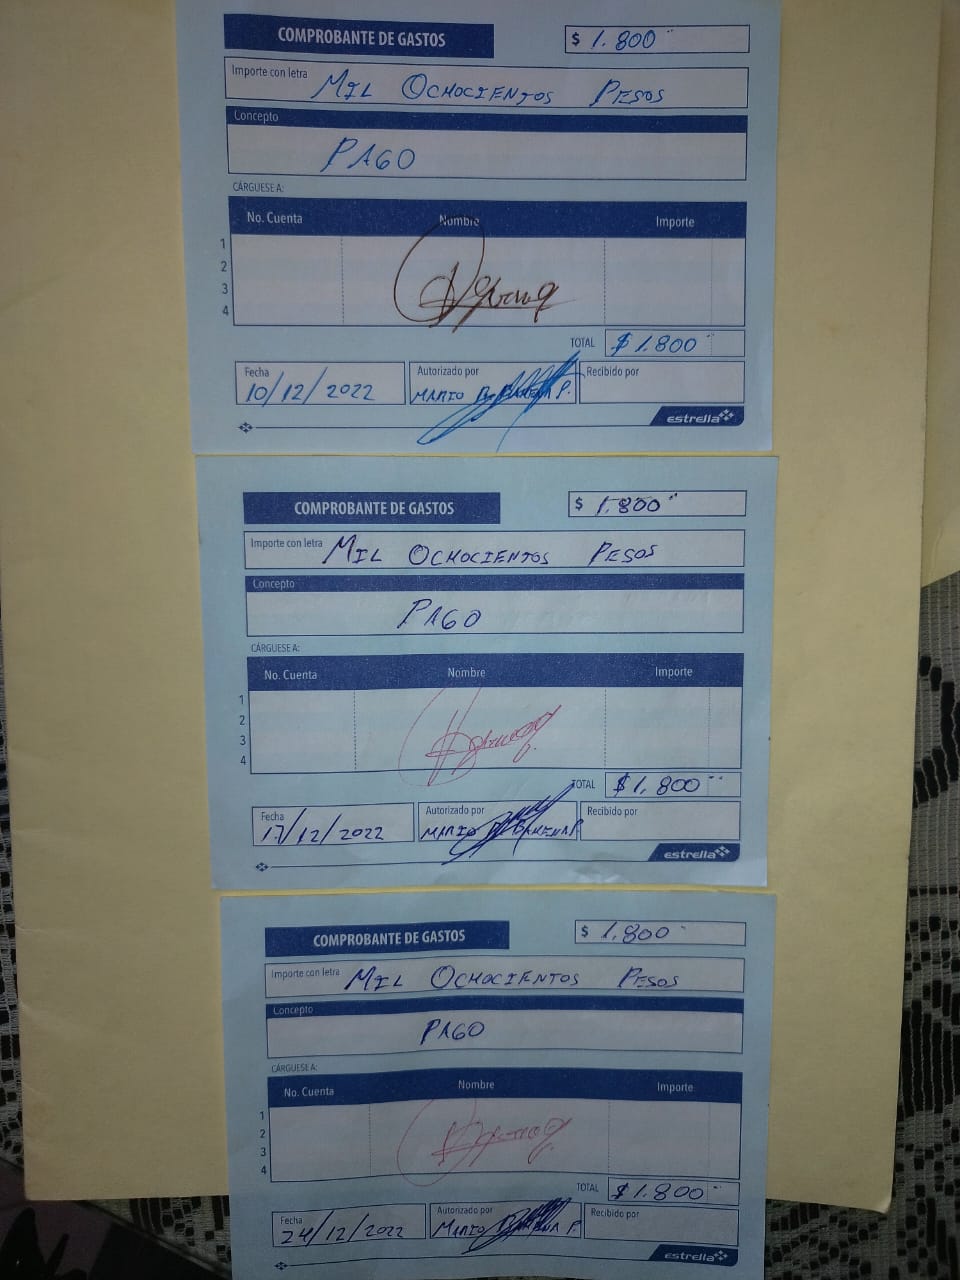 COMPROBANTE DE GASTOS
$ 1.800
Importe con letra MIL OCHOCIENTOS PESOS
Concepto
PAGO
CÁRGUESE A:
No. Cuenta Nombre Importe
1
2
3
4
TOTAL $ 1.800
Fecha Autorizado por Recibido por
10/12/2022 MARIO P.
estrella
COMPROBANTE DE GASTOS
$ 1.800
Importe con letra MIL OCHOCIENTOS PESOS
Concepto
PAGO
CÁRGUESE A:
No. Cuenta Nombre Importe
1
2
3
4
TOTAL $ 1.800
Fecha Autorizado por Recibido por
17/12/2022 MARIO
estrella
COMPROBANTE DE GASTOS
$ 1.800
Importe con letra MIL OCHOCIENTOS PESOS
Concepto
PAGO
CÁRGUESE A:
No. Cuenta Nombre Importe
1
2
3
4
TOTAL $ 1.800
Fecha Autorizado por Recibido por
24/12/2022 MARIO P.
estrella